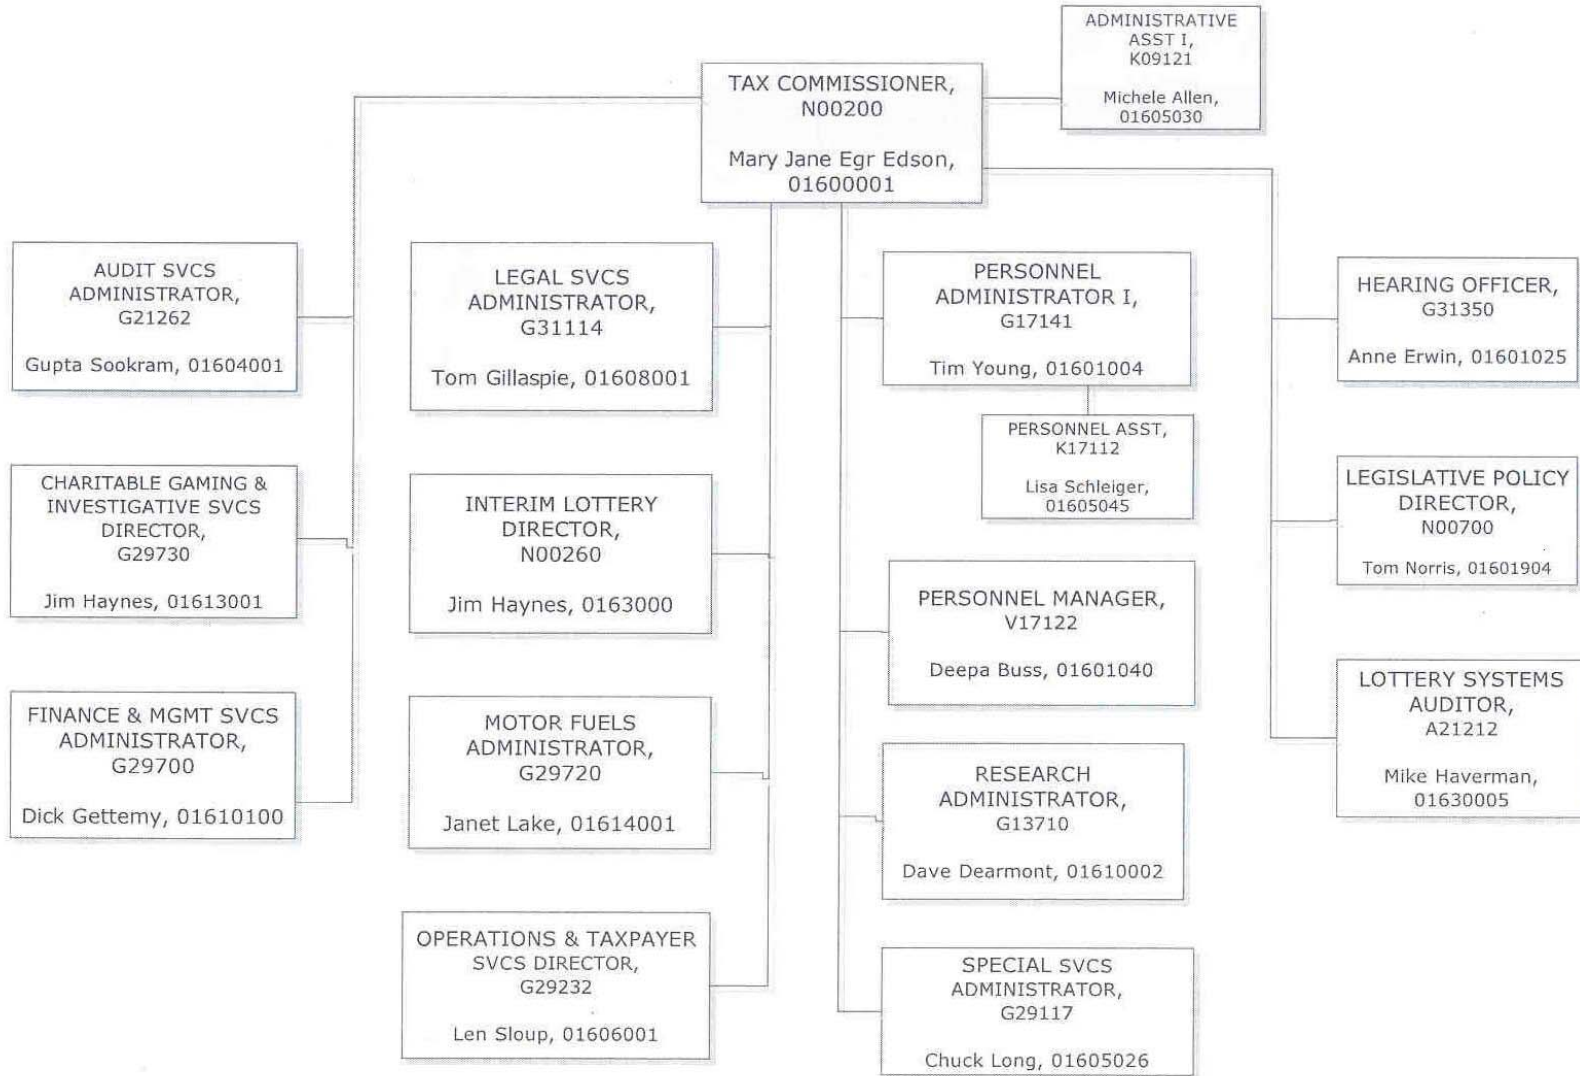 ADMINISTRATIVE
ASST I,
K09121
Michele Allen,
01605030
TAX COMMISSIONER,
N00200
Mary Jane Egr Edson,
01600001
AUDIT SVCS
ADMINISTRATOR,
G21262
Gupta Sookram, 01604001
CHARITABLE GAMING &
INVESTIGATIVE SVCS
DIRECTOR,
G29730
Jim Haynes, 01613001
FINANCE & MGMT SVCS
ADMINISTRATOR,
G29700
Dick Gettemy, 01610100
LEGAL SVCS
ADMINISTRATOR,
G31114
Tom Gillaspie, 01608001
INTERIM LOTTERY
DIRECTOR,
N00260
Jim Haynes, 0163000
MOTOR FUELS
ADMINISTRATOR,
G29720
Janet Lake, 01614001
OPERATIONS & TAXPAYER
SVCS DIRECTOR,
G29232
Len Sloup, 01606001
PERSONNEL
ADMINISTRATOR I,
G17141
Tim Young, 01601004
PERSONNEL ASST,
K17112
Lisa Schleiger,
01605045
PERSONNEL MANAGER,
V17122
Deepa Buss, 01601040
RESEARCH
ADMINISTRATOR,
G13710
Dave Dearmont, 01610002
SPECIAL SVCS
ADMINISTRATOR,
G29117
Chuck Long, 01605026
HEARING OFFICER,
G31350
Anne Erwin, 01601025
LEGISLATIVE POLICY
DIRECTOR,
N00700
Tom Norris, 01601904
LOTTERY SYSTEMS
AUDITOR,
A21212
Mike Haverman,
01630005